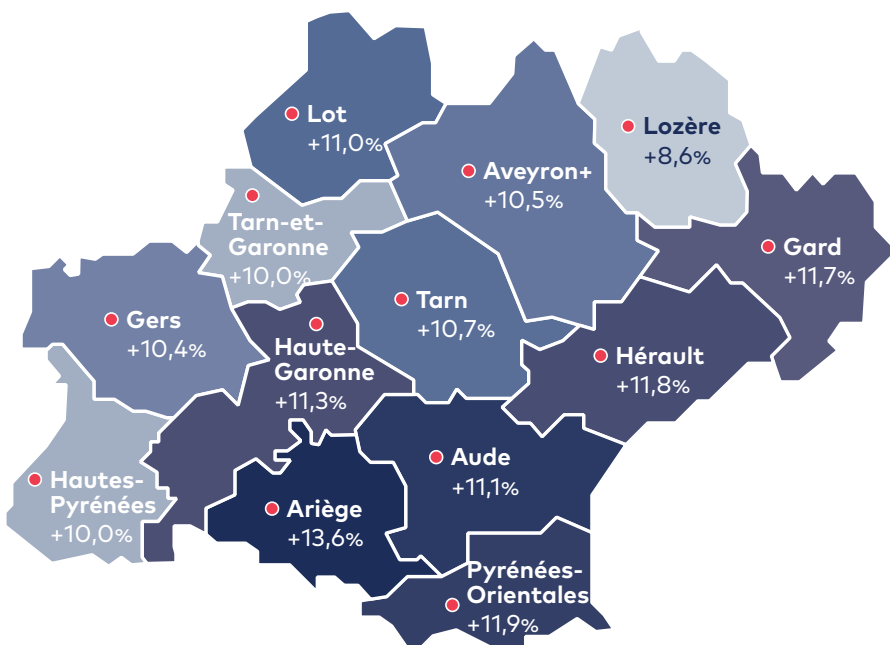 Lot
+11,0%
Lozère
+8,6%
Aveyron+
+10,5%
Tarn-et-
Garonne
+10,0%
Gard
+11,7%
Gers
+10,4%
Tarn
+10,7%
Haute-
Garonne
+11,3%
Hérault
+11,8%
Hautes-
Pyrénées
+10,0%
Aude
+11,1%
Ariège
+13,6%
Pyrénées-
Orientales
+11,9%